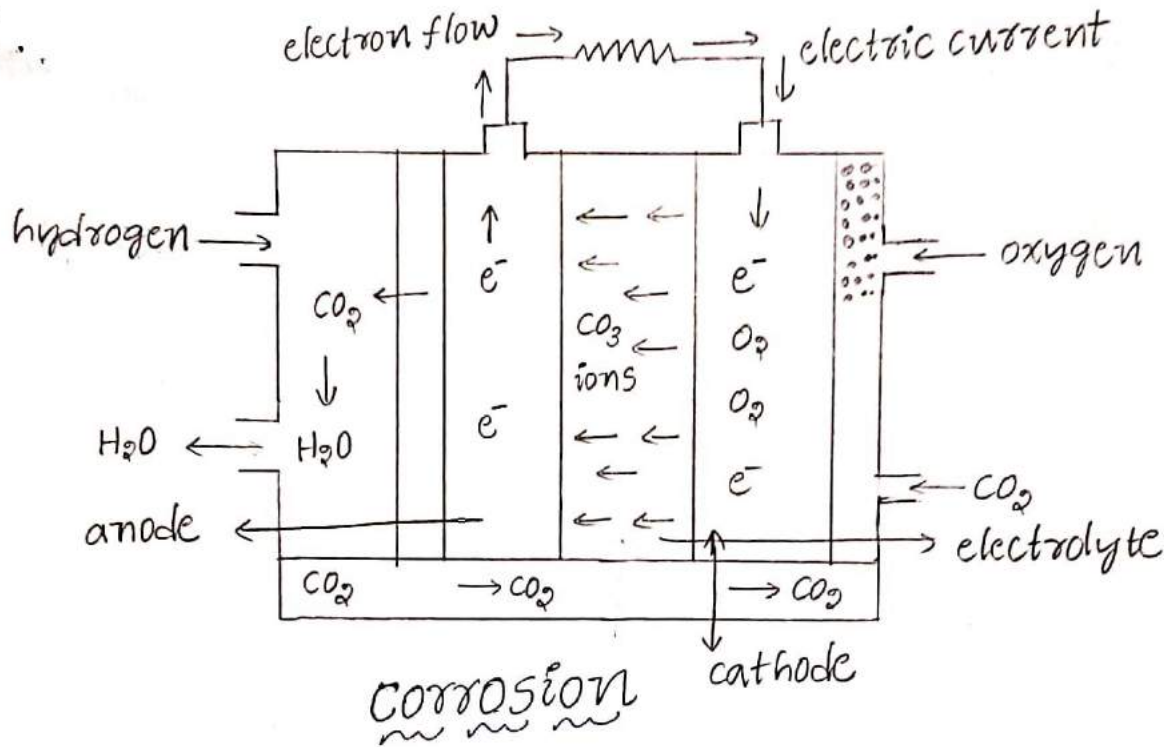 electron flow
electric current
hydrogen
oxygen
e⁻
e⁻
CO₂
CO₃
ions
O₂
O₂
e⁻
e⁻
H₂O
H₂O
CO₂
anode
electrolyte
CO₂
CO₂
CO₂
cathode
corrosion